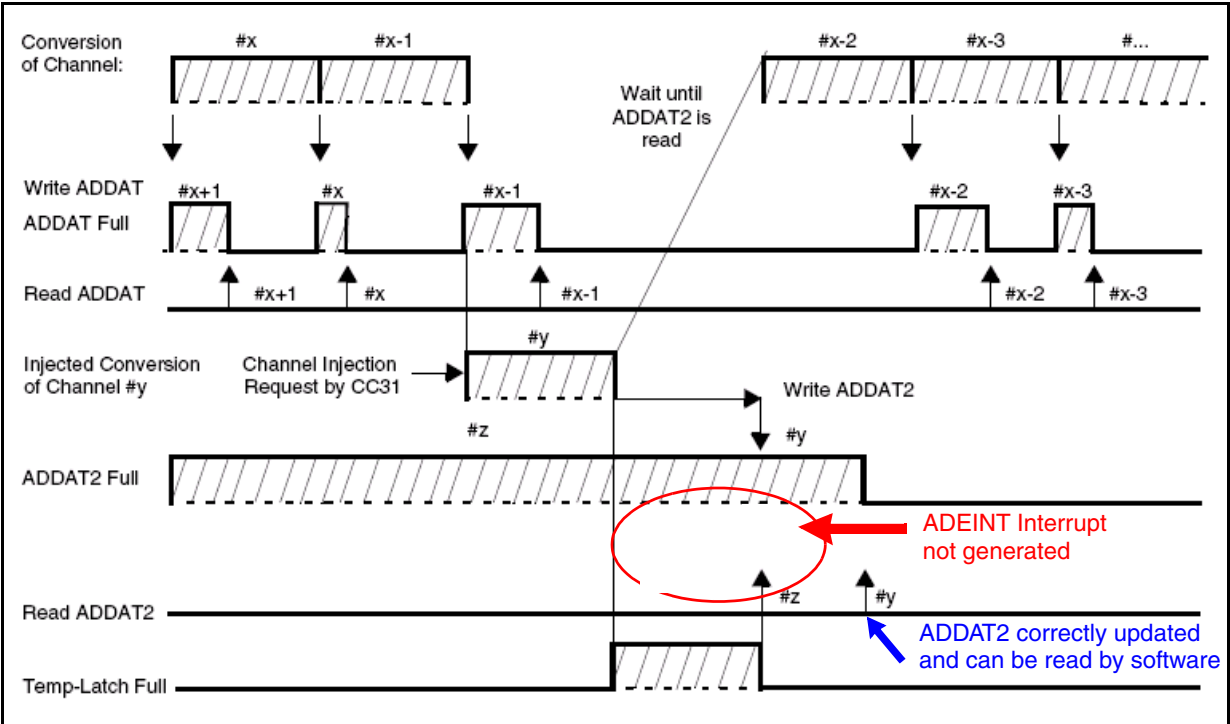 Conversion
of Channel:
#x
#x-1
#x-2
#x-3
#...
Wait until
ADDAT2 is
read
Write ADDAT
ADDAT Full
#x+1
#x
#x-1
#x-2
#x-3
Read ADDAT
#x+1
#x
#x-1
#x-2
#x-3
Injected Conversion
of Channel #y
Channel Injection
Request by CC31
#y
Write ADDAT2
#z
#y
ADDAT2 Full
ADEINT Interrupt
not generated
Read ADDAT2
#z
#y
ADDAT2 correctly updated
and can be read by software
Temp-Latch Full